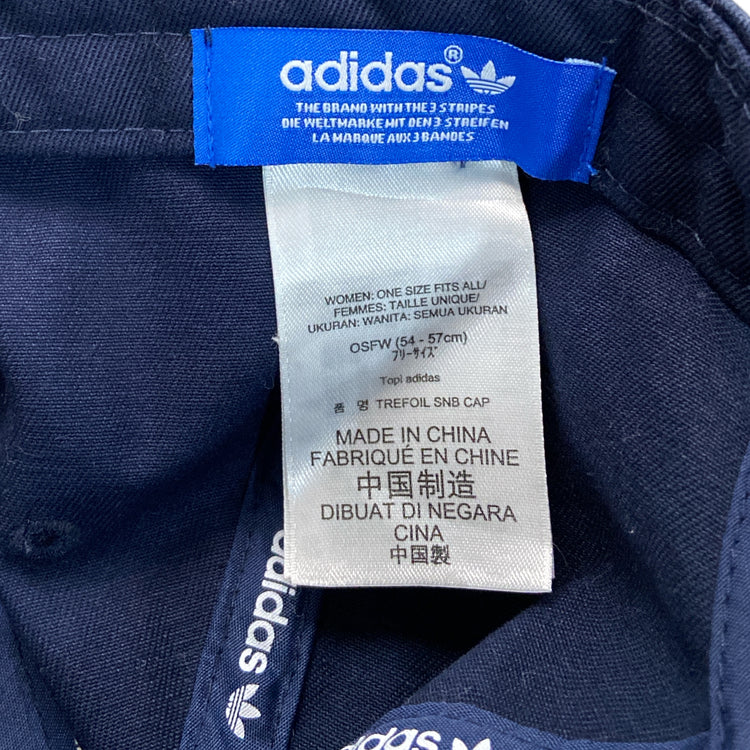 adidas®
THE BRAND WITH THE 3 STRIPES
DIE WELTMARKE MIT DEN 3 STREIFEN
LA MARQUE AUX 3 BANDES
WOMEN: ONE SIZE FITS ALL/
FEMMES: TAILLE UNIQUE/
UKURAN: WANITA: SEMUA UKURAN
OSFW (54 - 57cm)
フリーサイズ
Topi adidas
품 명 TREFOIL SNB CAP
MADE IN CHINA
FABRIQUÉ EN CHINE
中国制造
DIBUAT DI NEGARA
CINA
中国製
adidas
adidas